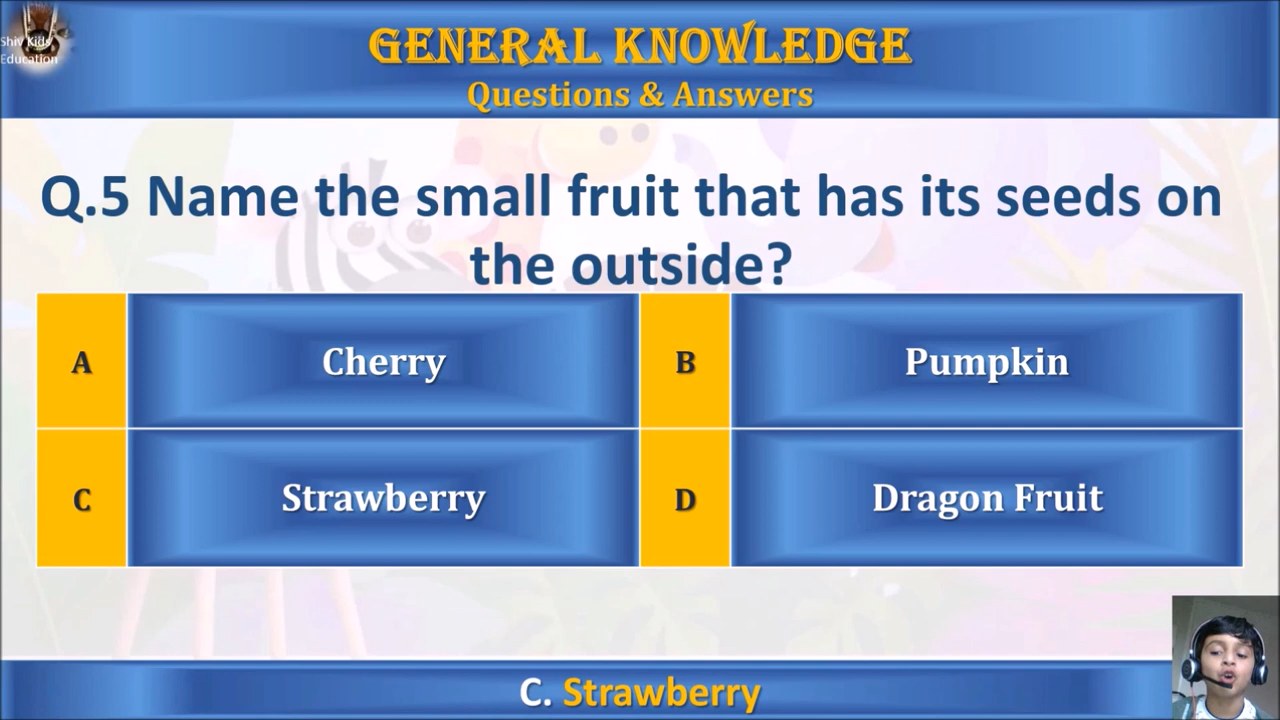 Shiv Kids
Education
GENERAL KNOWLEDGE
Questions & Answers
Q.5 Name the small fruit that has its seeds on
the outside?
A Cherry B Pumpkin
C Strawberry D Dragon Fruit
C. Strawberry